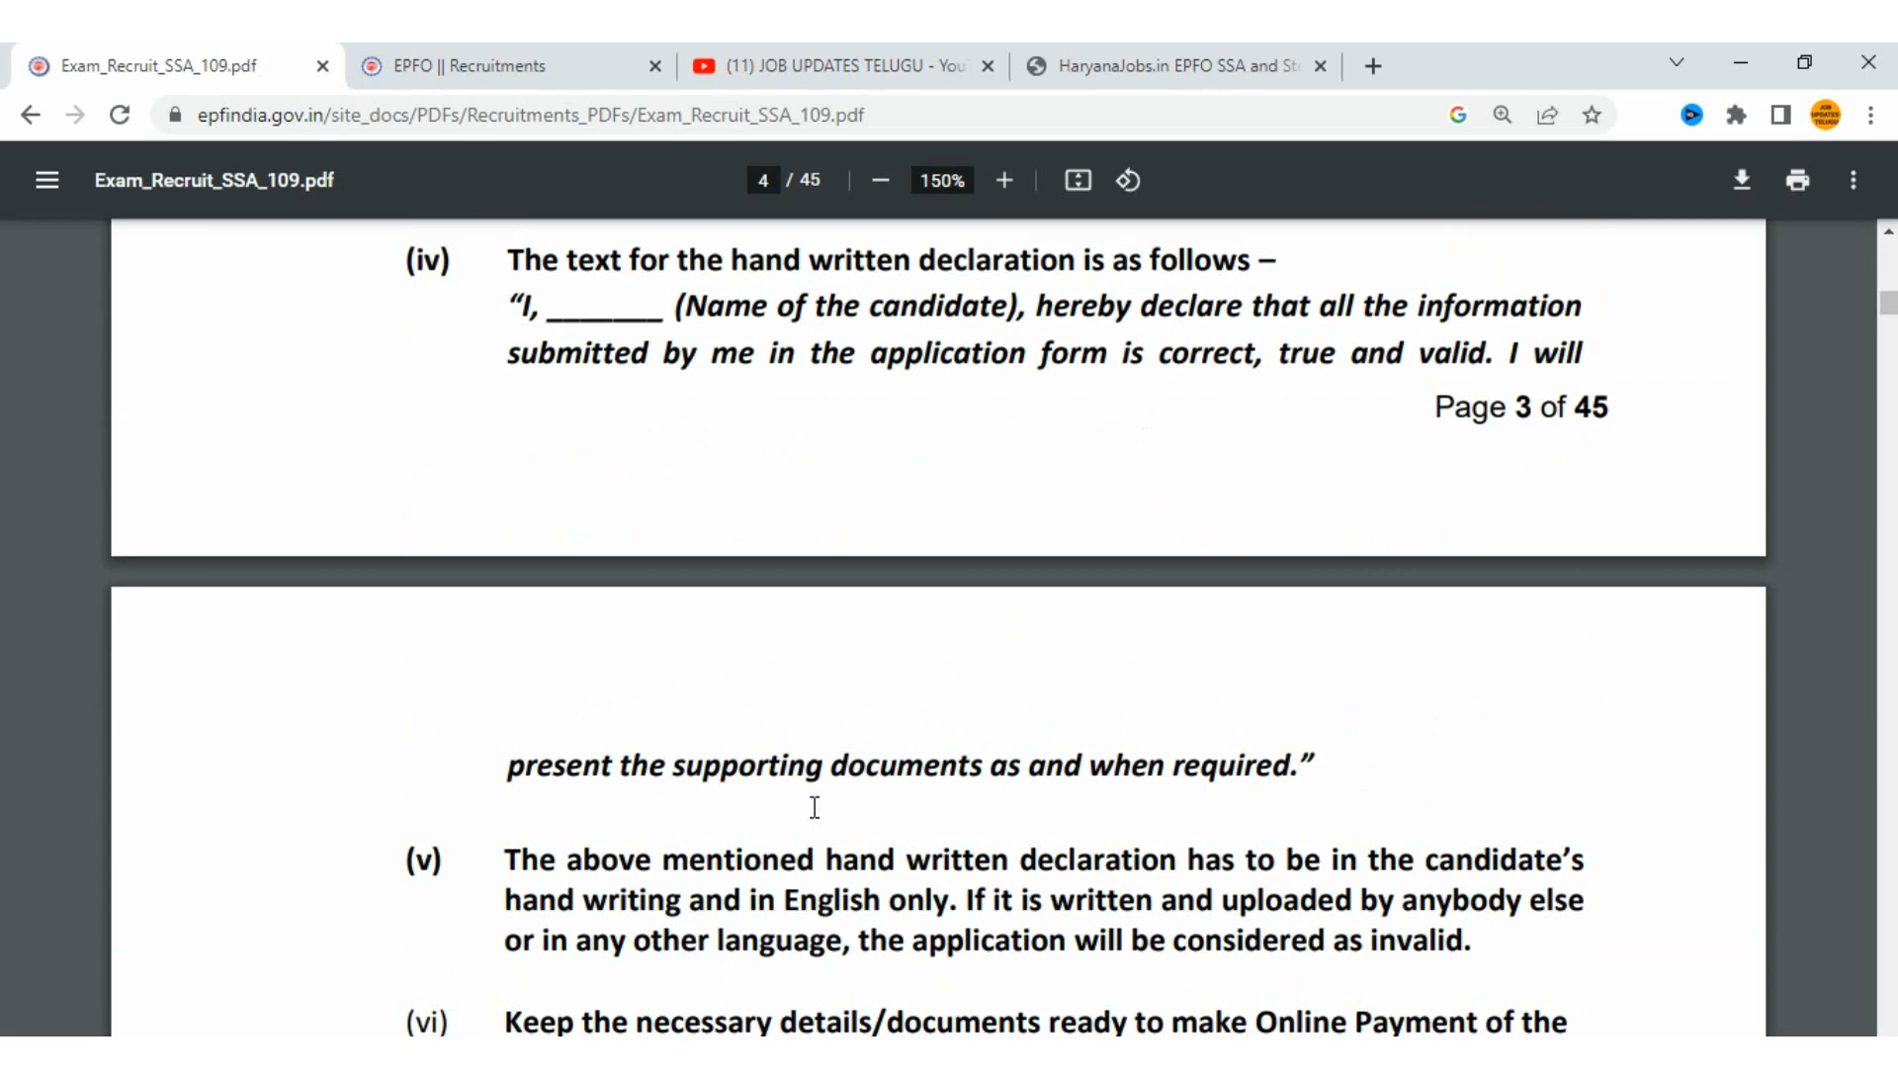 Exam_Recruit_SSA_109.pdf
EPFO || Recruitments
(11) JOB UPDATES TELUGU - You
HaryanaJobs.in EPFO SSA and St
epfindia.gov.in/site_docs/PDFs/Recruitments_PDFs/Exam_Recruit_SSA_109.pdf
JOB
UPDATES
TELUGU
Exam_Recruit_SSA_109.pdf
4 / 45
150%
(iv) The text for the hand written declaration is as follows –
“I, _______ (Name of the candidate), hereby declare that all the information
submitted by me in the application form is correct, true and valid. I will
Page 3 of 45
present the supporting documents as and when required.”
(v) The above mentioned hand written declaration has to be in the candidate’s
hand writing and in English only. If it is written and uploaded by anybody else
or in any other language, the application will be considered as invalid.
(vi) Keep the necessary details/documents ready to make Online Payment of the